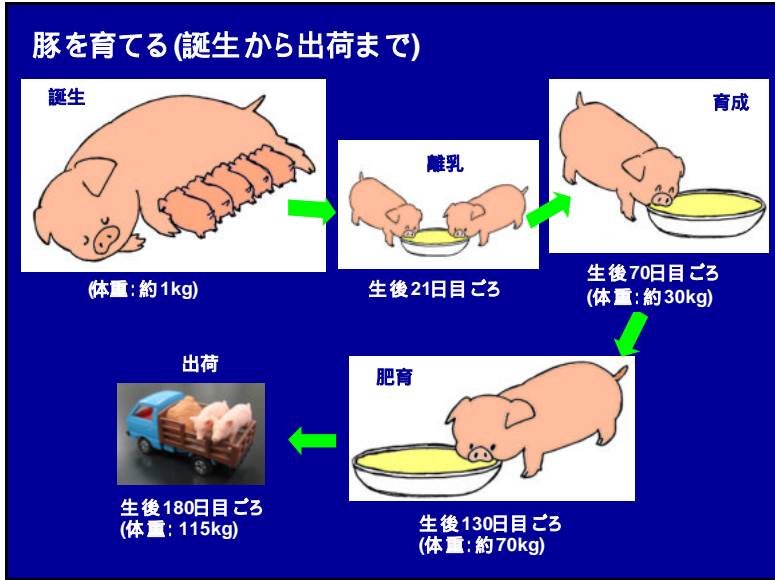 豚を育てる(誕生から出荷まで)
誕生
(体重:約1kg)
離乳
生後21日目ごろ
育成
生後70日目ごろ
(体重:約30kg)
肥育
生後130日目ごろ
(体重:約70kg)
出荷
生後180日目ごろ
(体重:115kg)